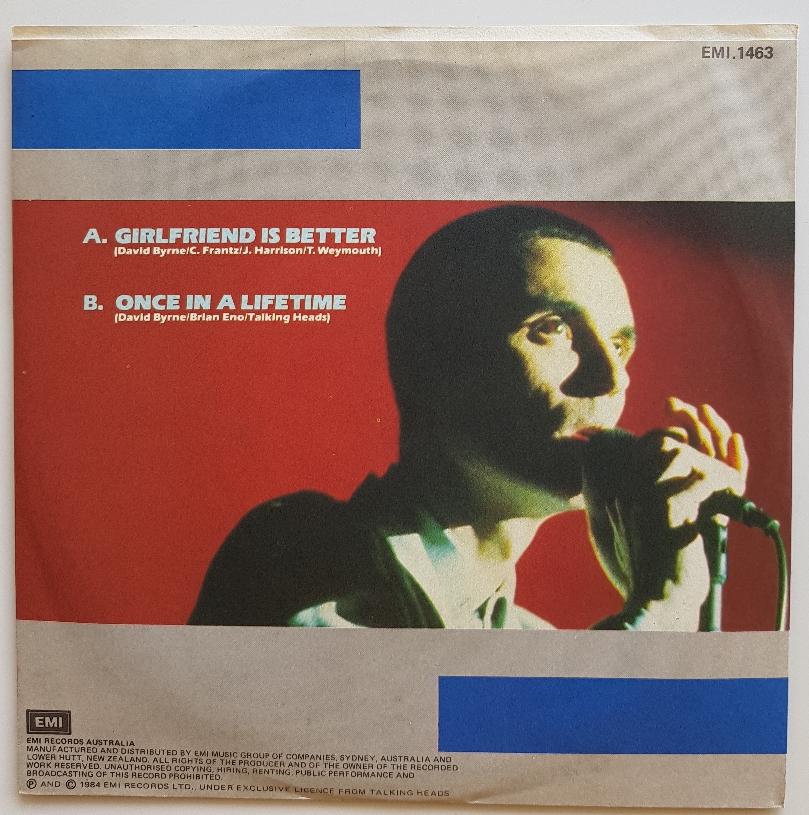 EMI.1463
A. GIRLFRIEND IS BETTER
(David Byrne/C. Frantz/J. Harrison/T. Weymouth)
B. ONCE IN A LIFETIME
(David Byrne/Brian Eno/Talking Heads)
EMI
EMI RECORDS AUSTRALIA
MANUFACTURED AND DISTRIBUTED BY EMI MUSIC GROUP OF COMPANIES, SYDNEY, AUSTRALIA AND
LOWER HUTT, NEW ZEALAND. ALL RIGHTS OF THE PRODUCER AND OF THE OWNER OF THE RECORDED
WORK RESERVED. UNAUTHORISED COPYING, HIRING, RENTING, PUBLIC PERFORMANCE AND
BROADCASTING OF THIS RECORD PROHIBITED.
Ⓟ AND © 1984 EMI RECORDS LTD., UNDER EXCLUSIVE LICENCE FROM TALKING HEADS